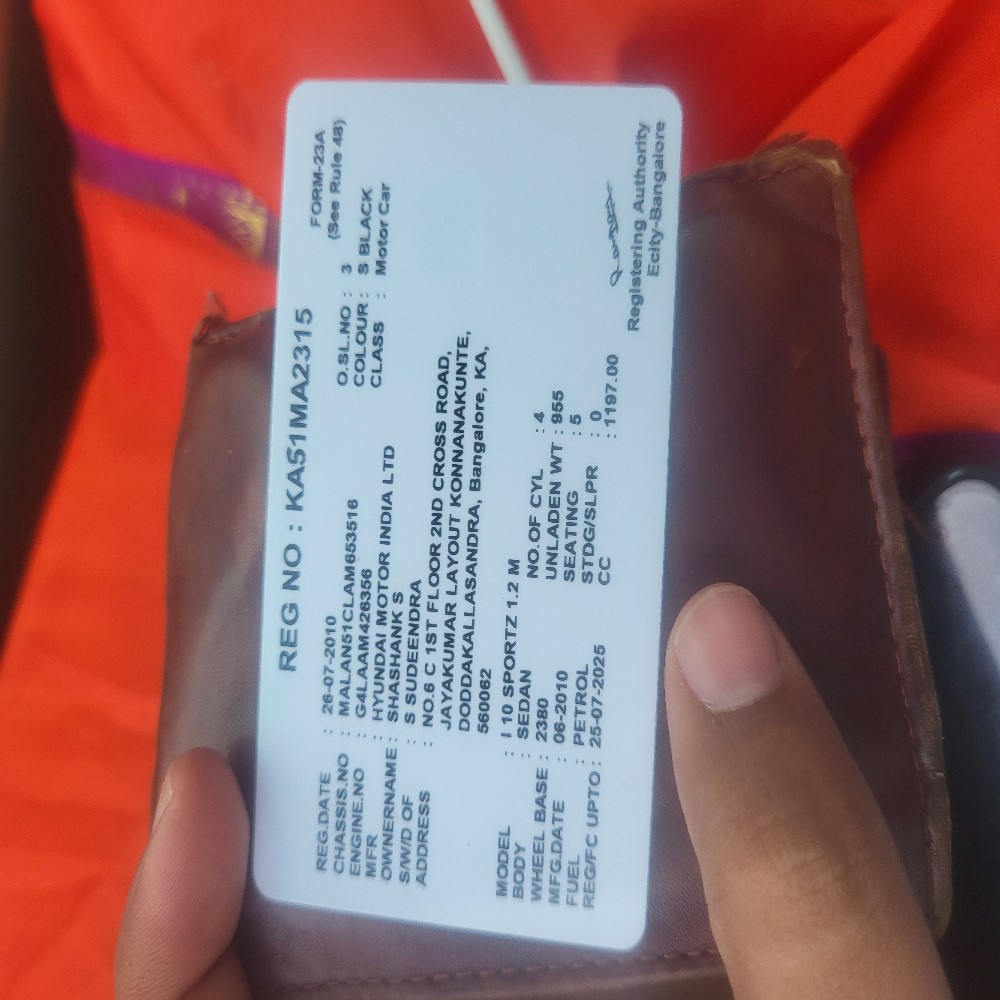 FORM-23A
(See Rule 48)
REG NO : KA51MA2315
REG.DATE : 26-07-2010 O.SL.NO : 3
CHASSIS.NO : MALAN51CLAM653516 COLOUR : S BLACK
ENGINE.NO : G4LAAM426356 CLASS : Motor Car
MFR : HYUNDAI MOTOR INDIA LTD
OWNERNAME : SHASHANK S
S/W/D OF : S SUDEENDRA
ADDRESS : NO.6 C 1ST FLOOR 2ND CROSS ROAD,
JAYAKUMAR LAYOUT KONNANAKUNTE,
DODDAKALLASANDRA, Bangalore, KA,
560062
MODEL : I 10 SPORTZ 1.2 M
BODY : SEDAN NO.OF CYL : 4
WHEEL BASE : 2380 UNLADEN WT : 955
MFG.DATE : 06-2010 SEATING : 5
FUEL : PETROL STDG/SLPR : 0
REG/FC UPTO : 25-07-2025 CC : 1197.00
Registering Authority
Ecity-Bangalore